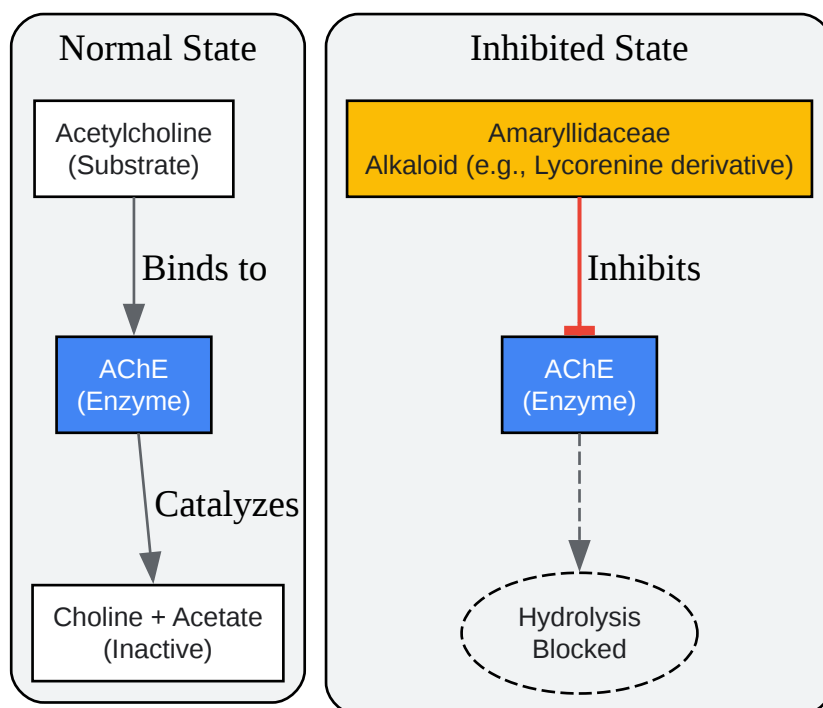 Normal State
Acetylcholine
(Substrate)
Binds to
AChE
(Enzyme)
Catalyzes
Choline + Acetate
(Inactive)
Inhibited State
Amaryllidaceae
Alkaloid (e.g., Lycorenine derivative)
Inhibits
AChE
(Enzyme)
Hydrolysis
Blocked